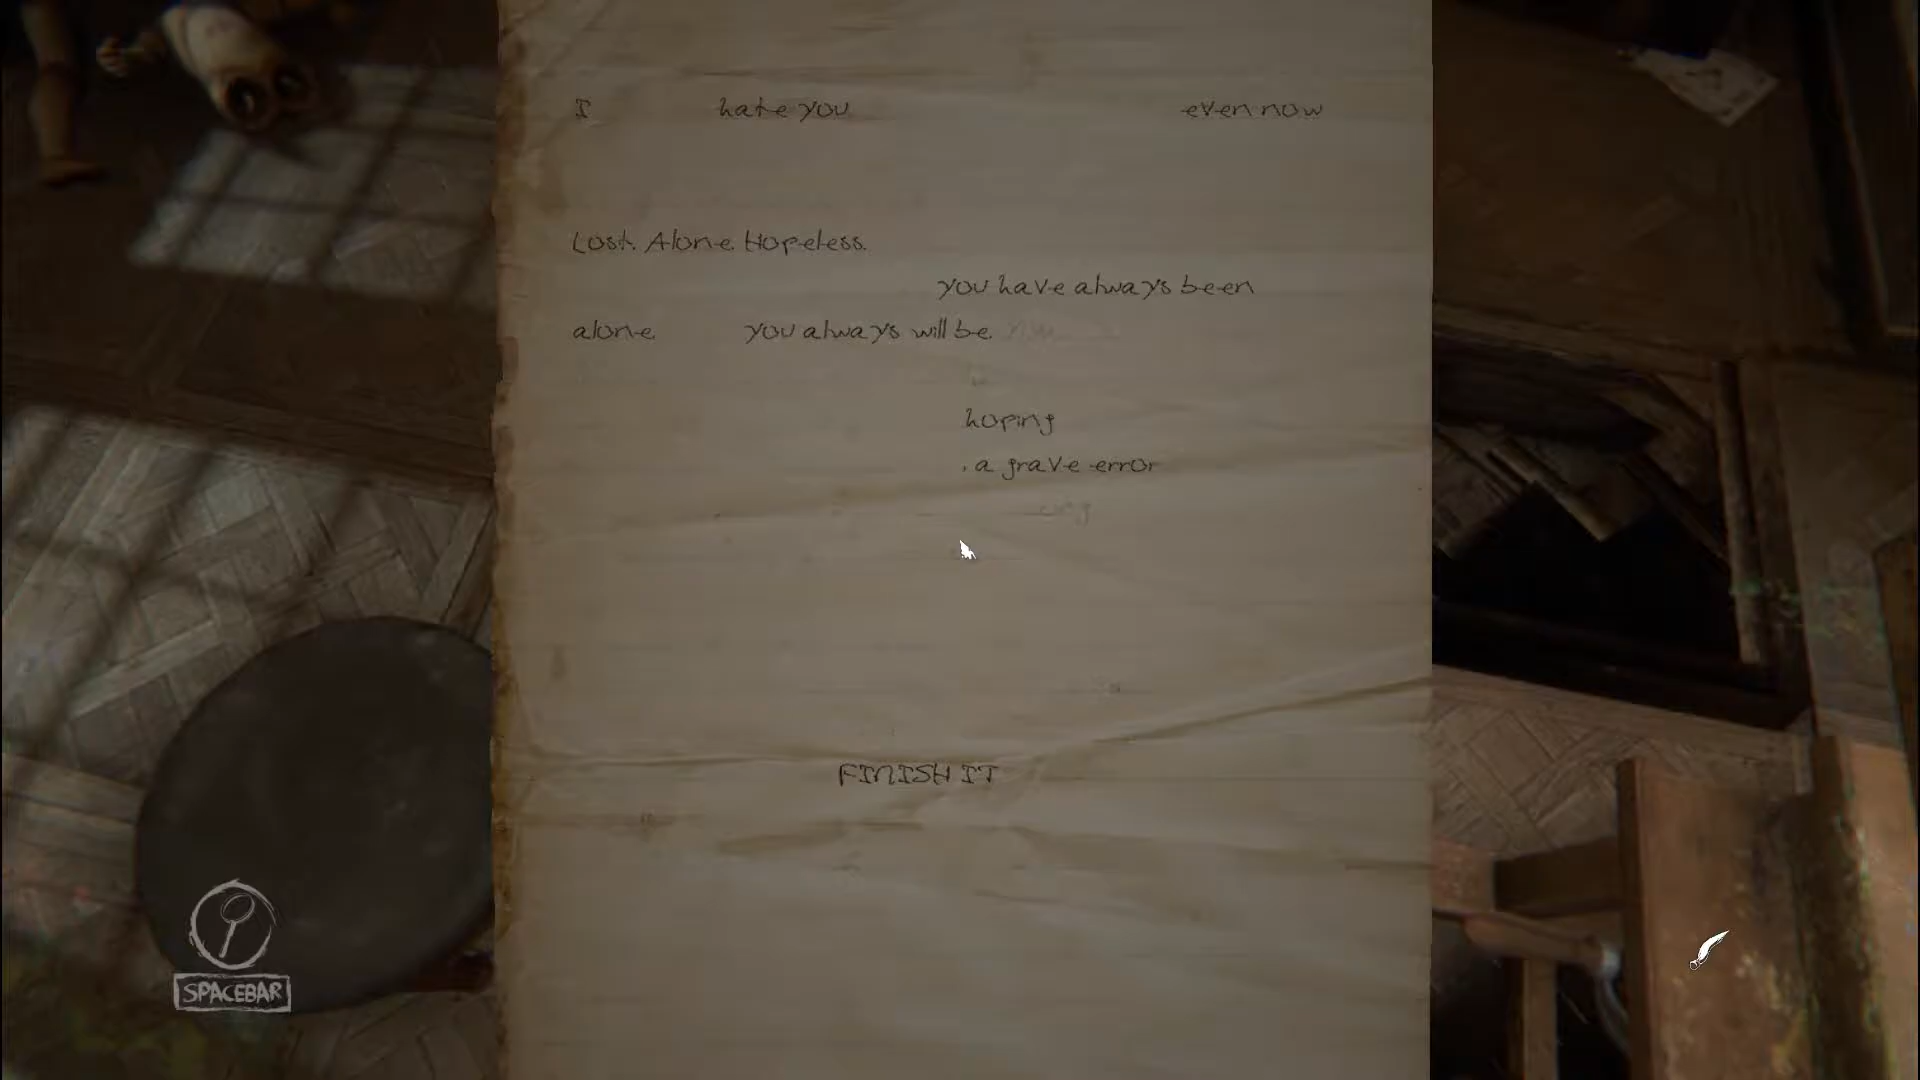 I hate you even now
Lost. Alone. Hopeless.
you have always been
alone. you always will be.
hoping
. a grave error
FINISH IT
SPACEBAR